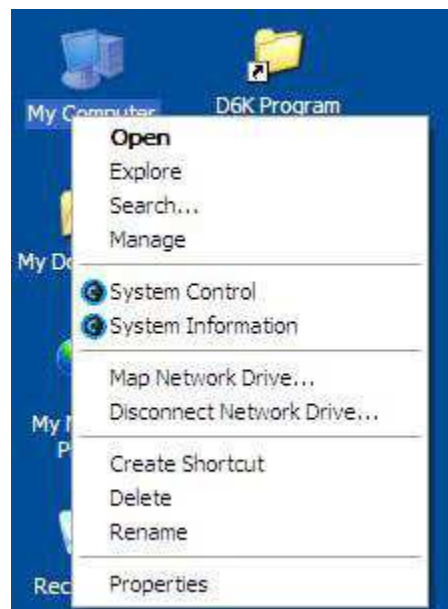 My Computer
D6K Program
Open
Explore
Search...
Manage
System Control
System Information
Map Network Drive...
Disconnect Network Drive...
Create Shortcut
Delete
Rename
Properties